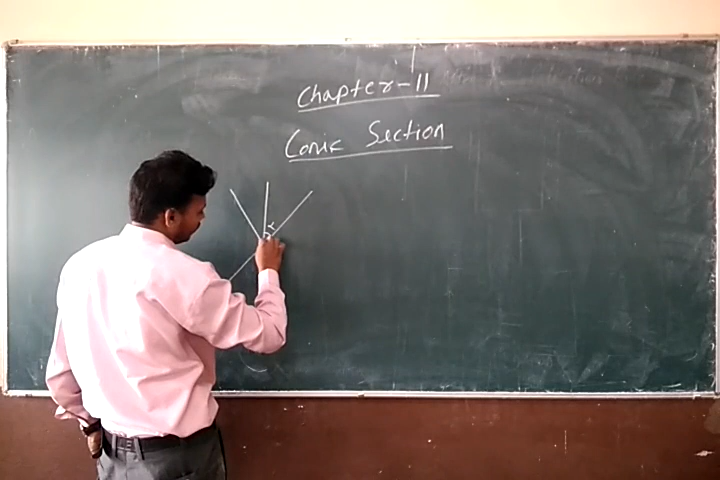 Chapter-11
Conic Section
α